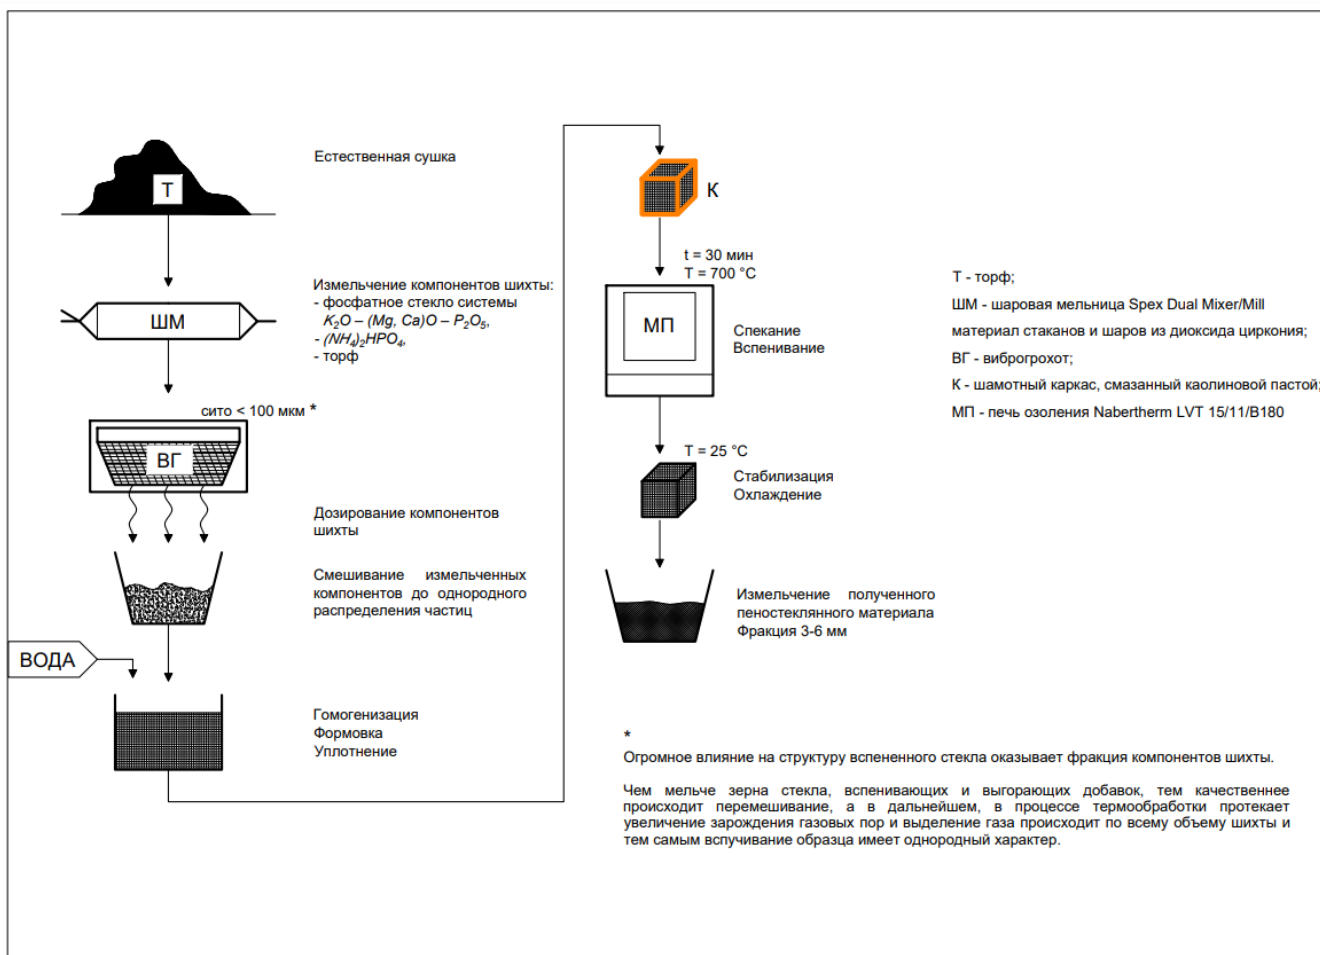 Т
Естественная сушка
ШМ
Измельчение компонентов шихты:
- фосфатное стекло системы
K₂O – (Mg, Ca)O – P₂O₅,
- (NH₄)₂HPO₄,
- торф
сито < 100 мкм *
ВГ
Дозирование компонентов
шихты
Смешивание измельченных
компонентов до однородного
распределения частиц
ВОДА
Гомогенизация
Формовка
Уплотнение
К
t = 30 мин
T = 700 °C
МП
Спекание
Вспенивание
T = 25 °C
Стабилизация
Охлаждение
Измельчение полученного
пеностеклянного материала
Фракция 3-6 мм
Т - торф;
ШМ - шаровая мельница Spex Dual Mixer/Mill
материал стаканов и шаров из диоксида циркония;
ВГ - виброгрохот;
К - шамотный каркас, смазанный каолиновой пастой;
МП - печь озоления Nabertherm LVT 15/11/B180
*
Огромное влияние на структуру вспененного стекла оказывает фракция компонентов шихты.
Чем мельче зерна стекла, вспенивающих и выгорающих добавок, тем качественнее
происходит перемешивание, а в дальнейшем, в процессе термообработки протекает
увеличение зарождения газовых пор и выделение газа происходит по всему объему шихты и
тем самым вспучивание образца имеет однородный характер.